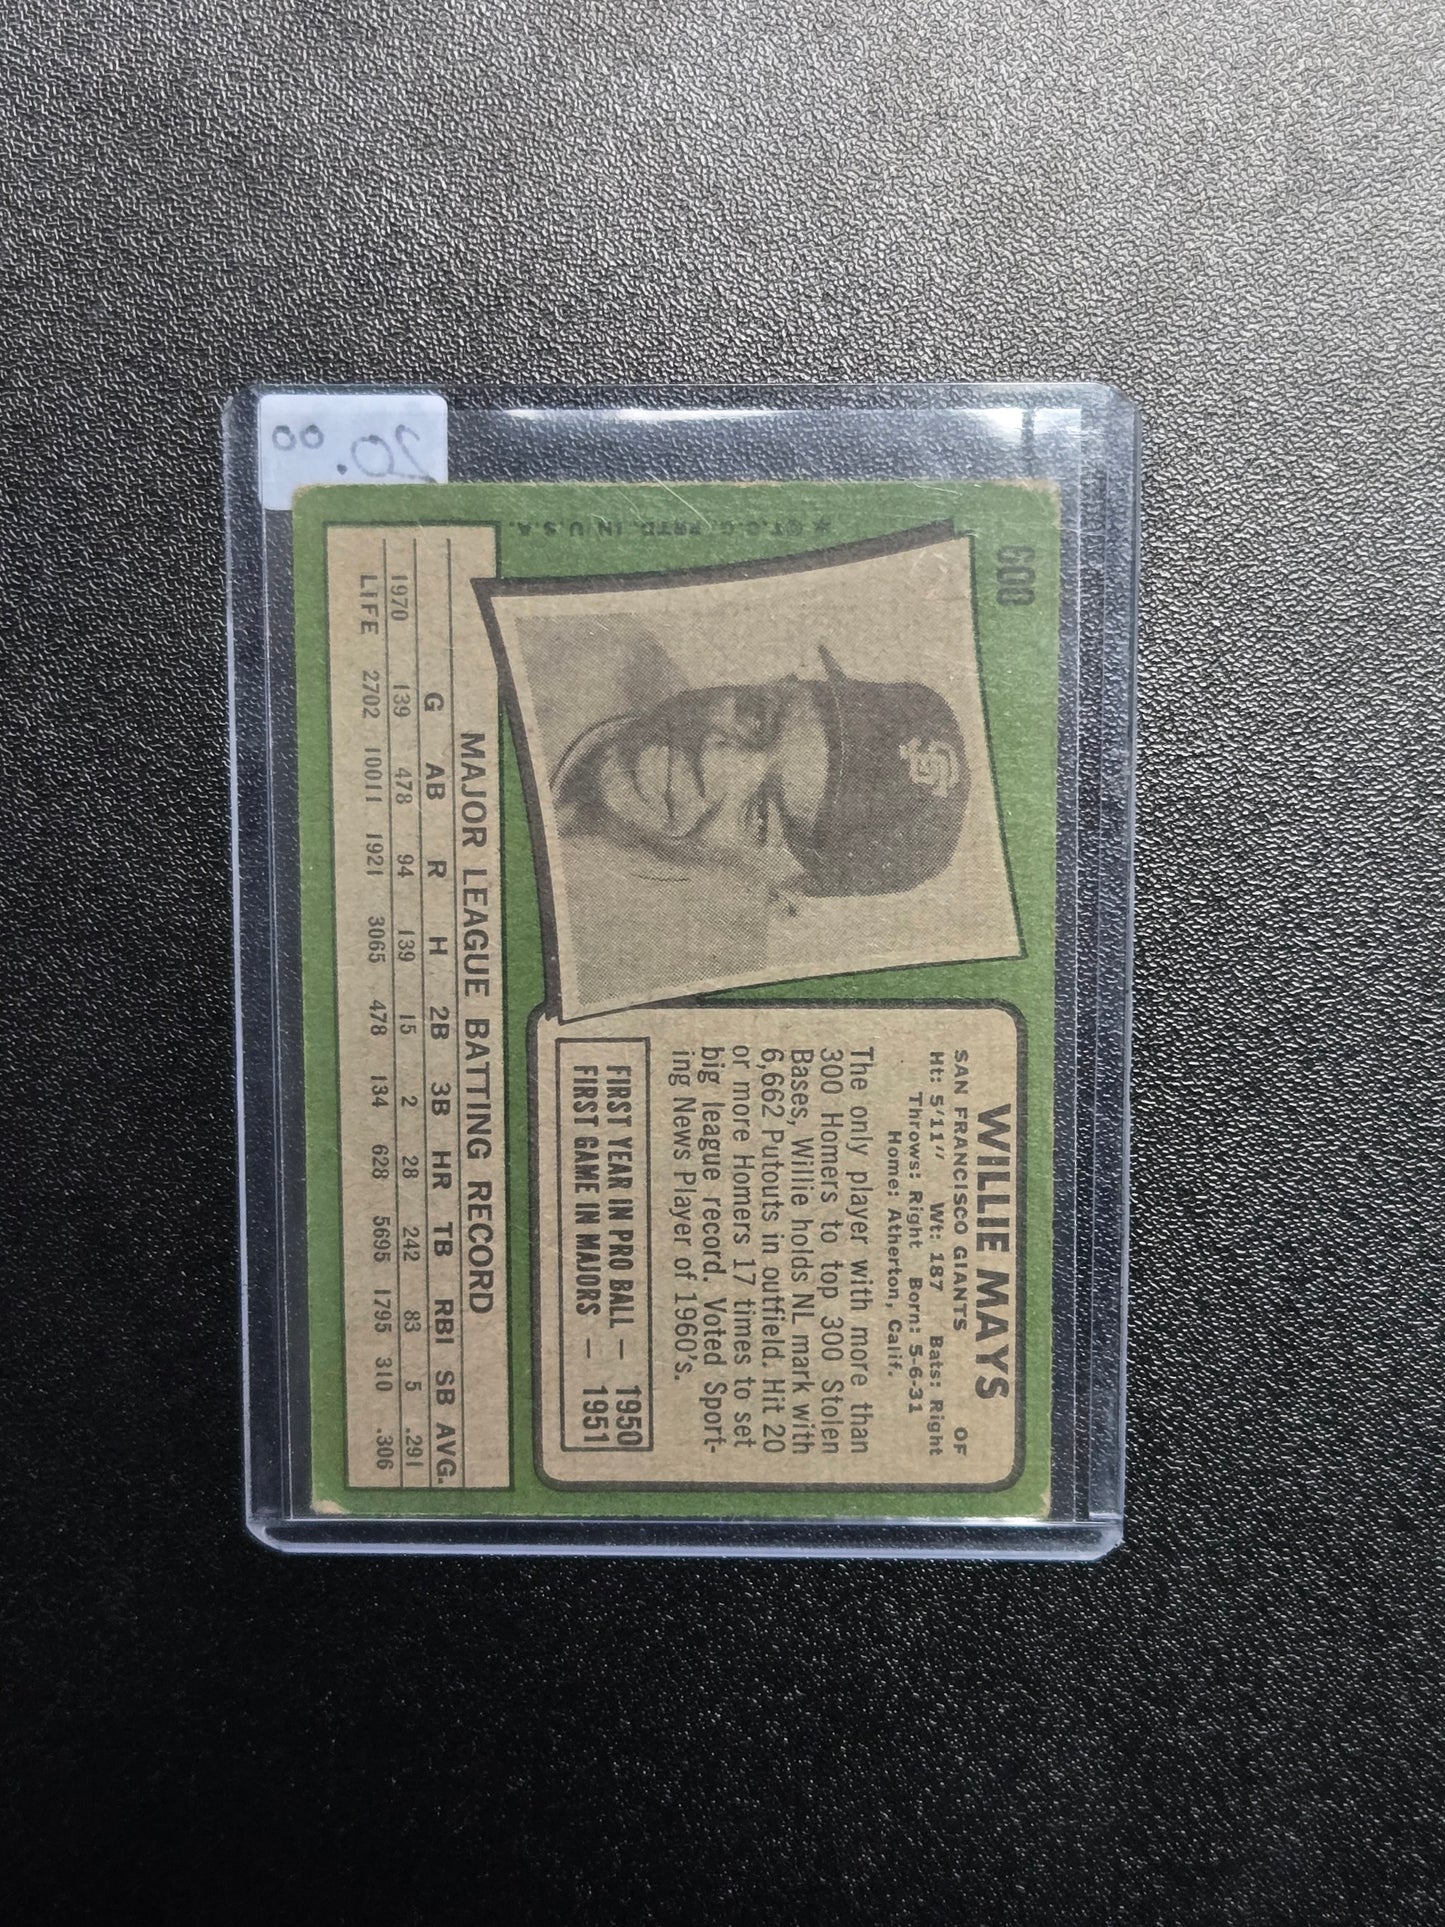 600
WILLIE MAYS
OF
SAN FRANCISCO GIANTS
Ht: 5'11" Wt: 187 Bats: Right
Throws: Right Born: 5-6-31
Home: Atherton, Calif.
The only player with more than
300 Homers to top 300 Stolen
Bases, Willie holds NL mark with
6,662 Putouts in outfield. Hit 20
or more Homers 17 times to set
big league record. Voted Sport-
ing News Player of 1960's.
FIRST YEAR IN PRO BALL — 1950
FIRST GAME IN MAJORS — 1951
SF
✻©T.C.G. PRTD. IN U.S.A.
MAJOR LEAGUE BATTING RECORD
G AB R H 2B 3B HR TB RBI SB AVG.
1970 139 478 94 139 15 2 28 242 83 5 .291
LIFE 2702 10011 1921 3065 478 134 628 5695 1795 310 .306